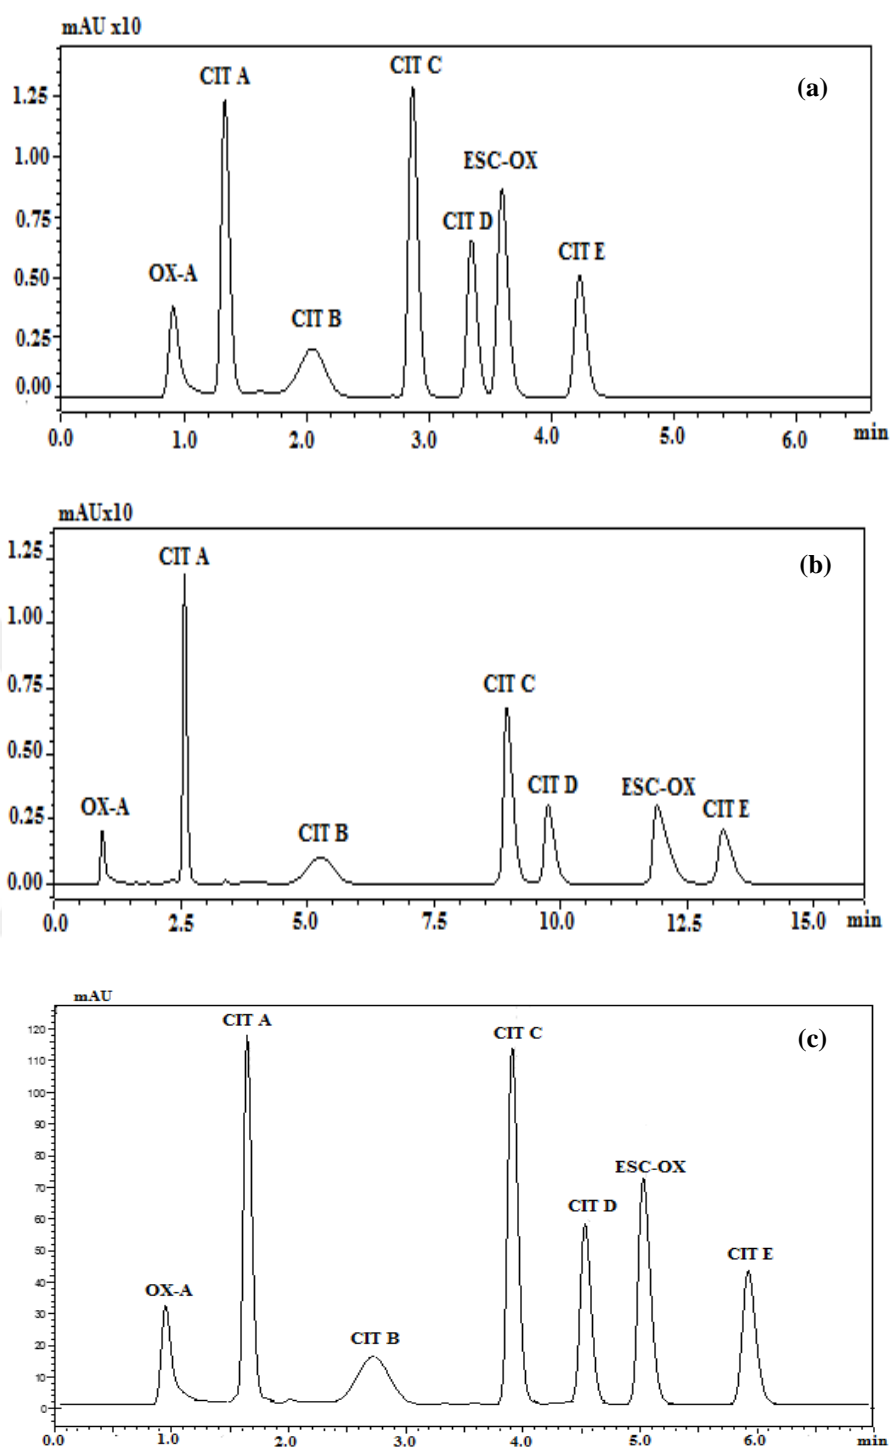 mAU x10
(a)
CIT A
CIT C
1.25
1.00
ESC-OX
0.75
CIT D
CIT E
OX-A
0.50
CIT B
0.25
0.00
0.0 1.0 2.0 3.0 4.0 5.0 6.0 min
mAUx10
(b)
1.25
CIT A
1.00
0.75
CIT C
0.50
OX-A
CIT D
ESC-OX
CIT E
0.25
CIT B
0.00
0.0 2.5 5.0 7.5 10.0 12.5 15.0 min
mAU
CIT A
CIT C
(c)
120
110
100
90
80
ESC-OX
70
CIT D
60
50
CIT E
40
OX-A
30
CIT B
20
10
0
0.0 1.0 2.0 3.0 4.0 5.0 6.0 min